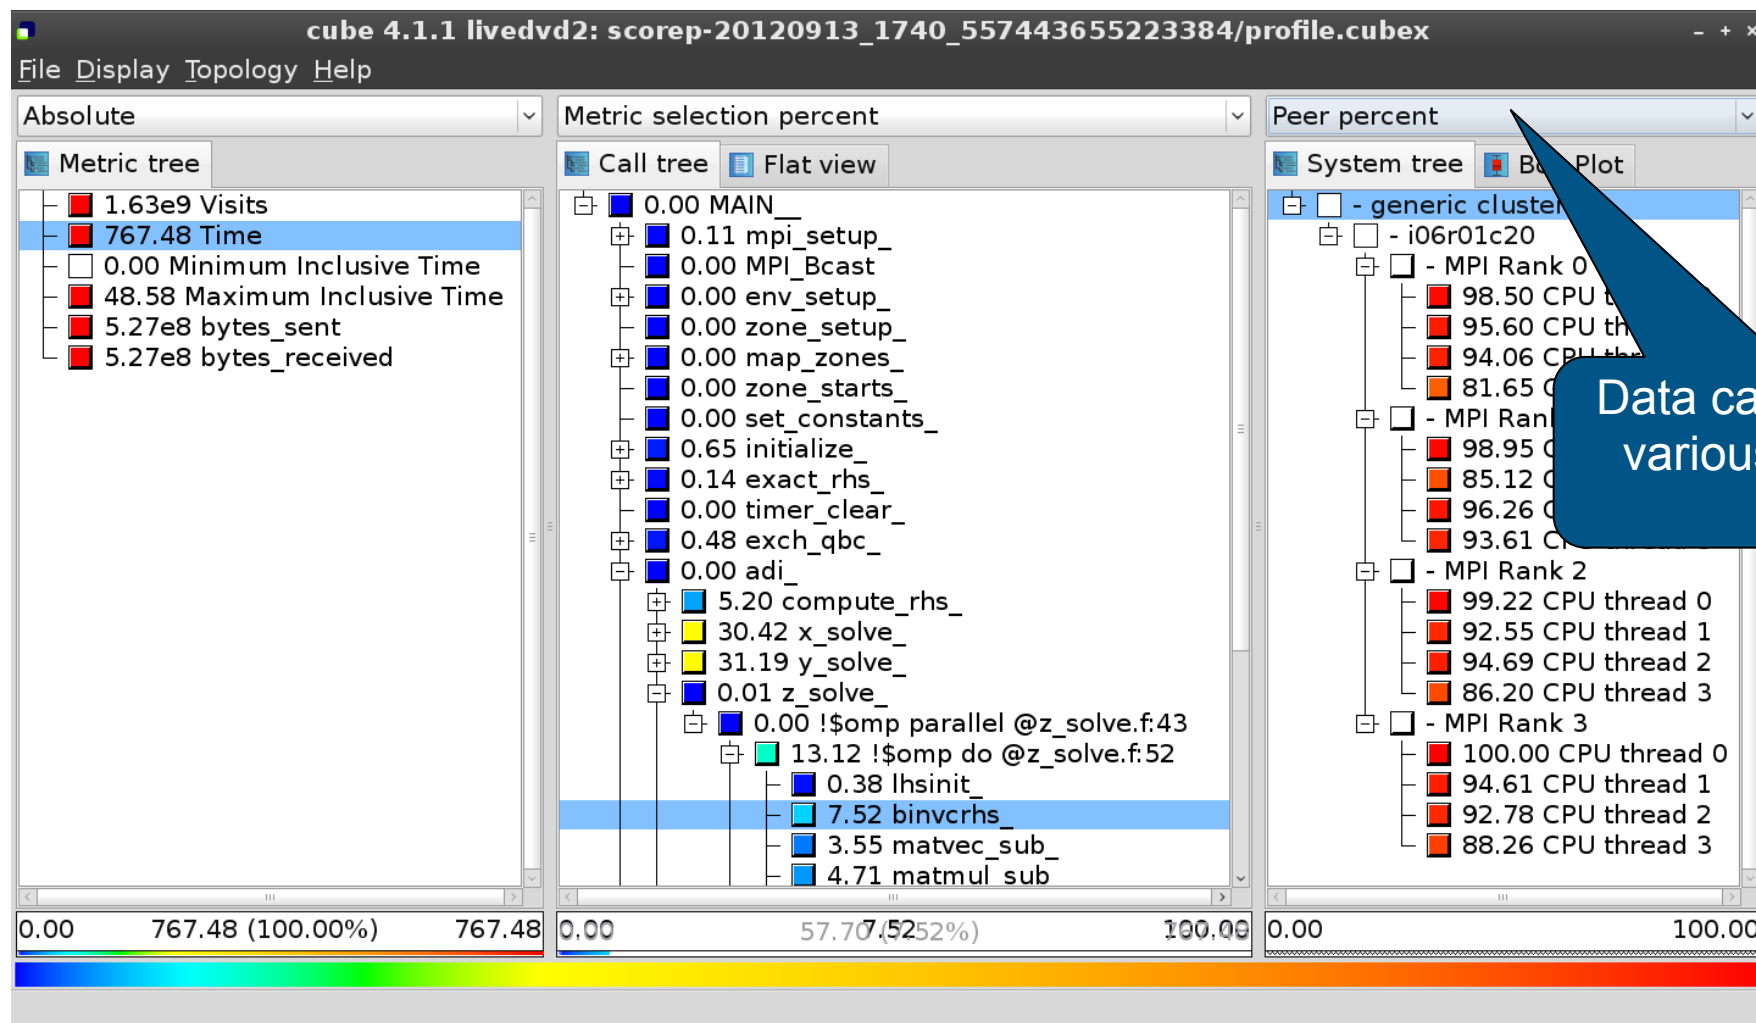 cube 4.1.1 livedvd2: scorep-20120913_1740_557443655223384/profile.cubex
File Display Topology Help
Absolute
Metric tree
1.63e9 Visits
767.48 Time
0.00 Minimum Inclusive Time
48.58 Maximum Inclusive Time
5.27e8 bytes_sent
5.27e8 bytes_received
0.00 767.48 (100.00%) 767.48
Metric selection percent
Call tree Flat view
0.00 MAIN__
0.11 mpi_setup_
0.00 MPI_Bcast
0.00 env_setup_
0.00 zone_setup_
0.00 map_zones_
0.00 zone_starts_
0.00 set_constants_
0.65 initialize_
0.14 exact_rhs_
0.00 timer_clear_
0.48 exch_qbc_
0.00 adi_
5.20 compute_rhs_
30.42 x_solve_
31.19 y_solve_
0.01 z_solve_
0.00 !$omp parallel @z_solve.f:43
13.12 !$omp do @z_solve.f:52
0.38 lhsinit_
7.52 binvcrhs_
3.55 matvec_sub_
4.71 matmul_sub
0.00 7.52 100.00
Peer percent
System tree Plot
- generic cluster
- i06r01c20
- MPI Rank 0
98.50 CPU
95.60 CPU
94.06 CPU
81.65
- MPI Rank
98.95
85.12
96.26
93.61
- MPI Rank 2
99.22 CPU thread 0
92.55 CPU thread 1
94.69 CPU thread 2
86.20 CPU thread 3
- MPI Rank 3
100.00 CPU thread 0
94.61 CPU thread 1
92.78 CPU thread 2
88.26 CPU thread 3
0.00 100.00
Data ca
various